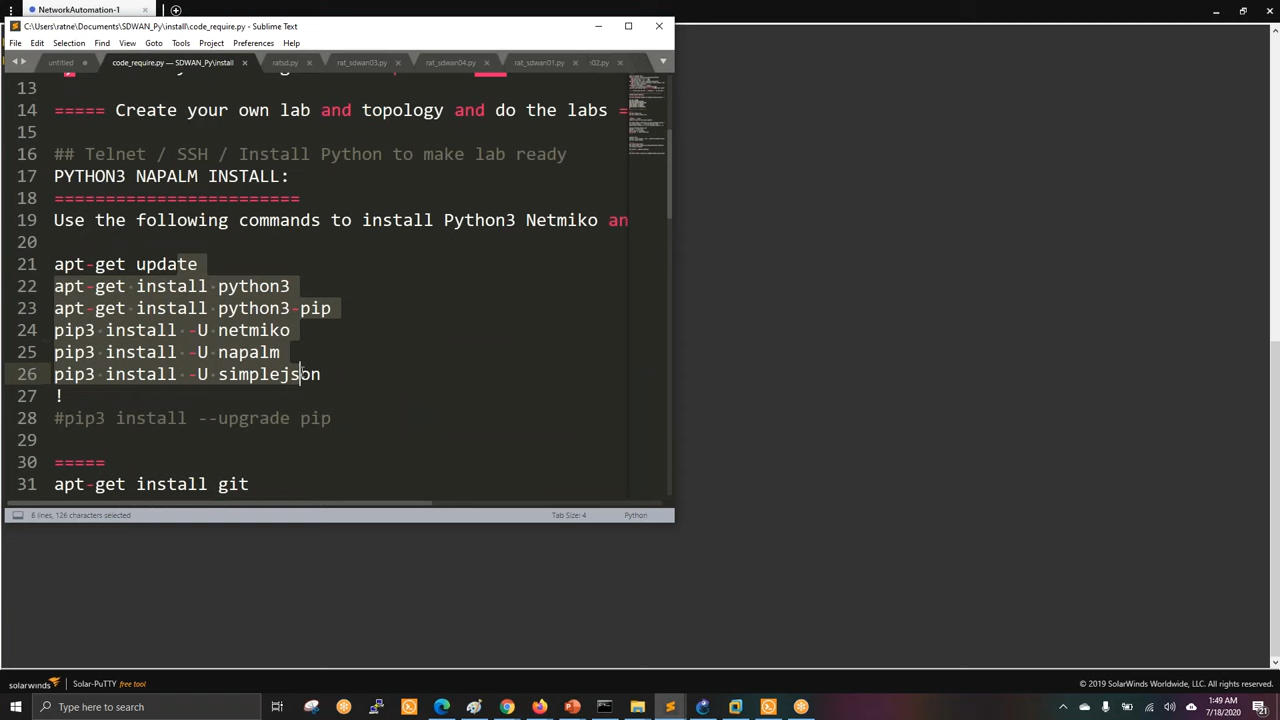 NetworkAutomation-1
C:\Users\ratne\Documents\SDWAN_Py\install\code_require.py - Sublime Text
File Edit Selection Find View Goto Tools Project Preferences Help
untitled code_require.py — SDWAN_Py\install ratsd.py rat_sdwan03.py rat_sdwan04.py rat_sdwan01.py 02.py
13
14 ===== Create your own lab and topology and do the labs =
15
16 ## Telnet / SSH: Install Python to make lab ready
17 PYTHON3 NAPALM INSTALL:
18 ========================
19 Use the following commands to install Python3 Netmiko an
20
21 apt-get update
22 apt-get install python3
23 apt-get install python3-pip
24 pip3 install -U netmiko
25 pip3 install -U napalm
26 pip3 install -U simplejson
27 !
28 #pip3 install --upgrade pip
29
30 =====
31 apt-get install git
6 lines, 126 characters selected Tab Size: 4 Python
solarwinds Solar-PuTTY free tool © 2019 SolarWinds Worldwide, LLC. All rights reserved.
Type here to search
1:49 AM
7/18/2020
21